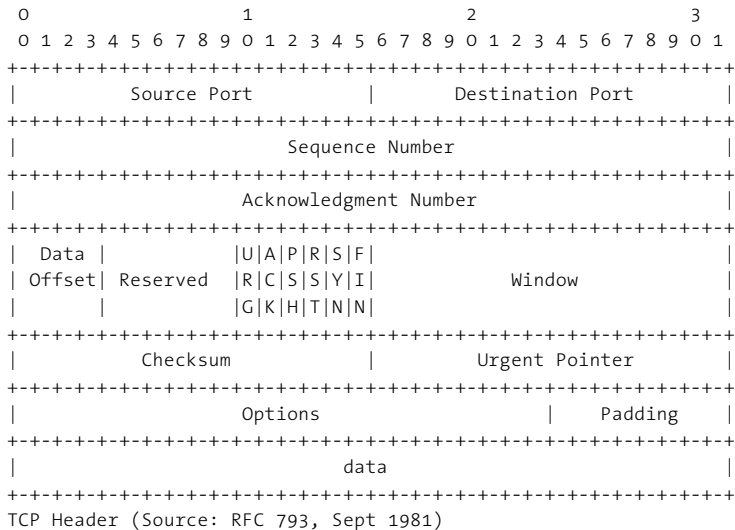 0                   1                   2                   3
 0 1 2 3 4 5 6 7 8 9 0 1 2 3 4 5 6 7 8 9 0 1 2 3 4 5 6 7 8 9 0 1
+-+-+-+-+-+-+-+-+-+-+-+-+-+-+-+-+-+-+-+-+-+-+-+-+-+-+-+-+-+-+-+-+
|          Source Port          |       Destination Port        |
+-+-+-+-+-+-+-+-+-+-+-+-+-+-+-+-+-+-+-+-+-+-+-+-+-+-+-+-+-+-+-+-+
|                        Sequence Number                        |
+-+-+-+-+-+-+-+-+-+-+-+-+-+-+-+-+-+-+-+-+-+-+-+-+-+-+-+-+-+-+-+-+
|                    Acknowledgment Number                      |
+-+-+-+-+-+-+-+-+-+-+-+-+-+-+-+-+-+-+-+-+-+-+-+-+-+-+-+-+-+-+-+-+
|  Data |           |U|A|P|R|S|F|                               |
| Offset| Reserved  |R|C|S|S|Y|I|            Window             |
|       |           |G|K|H|T|N|N|                               |
+-+-+-+-+-+-+-+-+-+-+-+-+-+-+-+-+-+-+-+-+-+-+-+-+-+-+-+-+-+-+-+-+
|           Checksum            |         Urgent Pointer        |
+-+-+-+-+-+-+-+-+-+-+-+-+-+-+-+-+-+-+-+-+-+-+-+-+-+-+-+-+-+-+-+-+
|                    Options                    |    Padding    |
+-+-+-+-+-+-+-+-+-+-+-+-+-+-+-+-+-+-+-+-+-+-+-+-+-+-+-+-+-+-+-+-+
|                             data                              |
+-+-+-+-+-+-+-+-+-+-+-+-+-+-+-+-+-+-+-+-+-+-+-+-+-+-+-+-+-+-+-+-+
TCP Header (Source: RFC 793, Sept 1981)